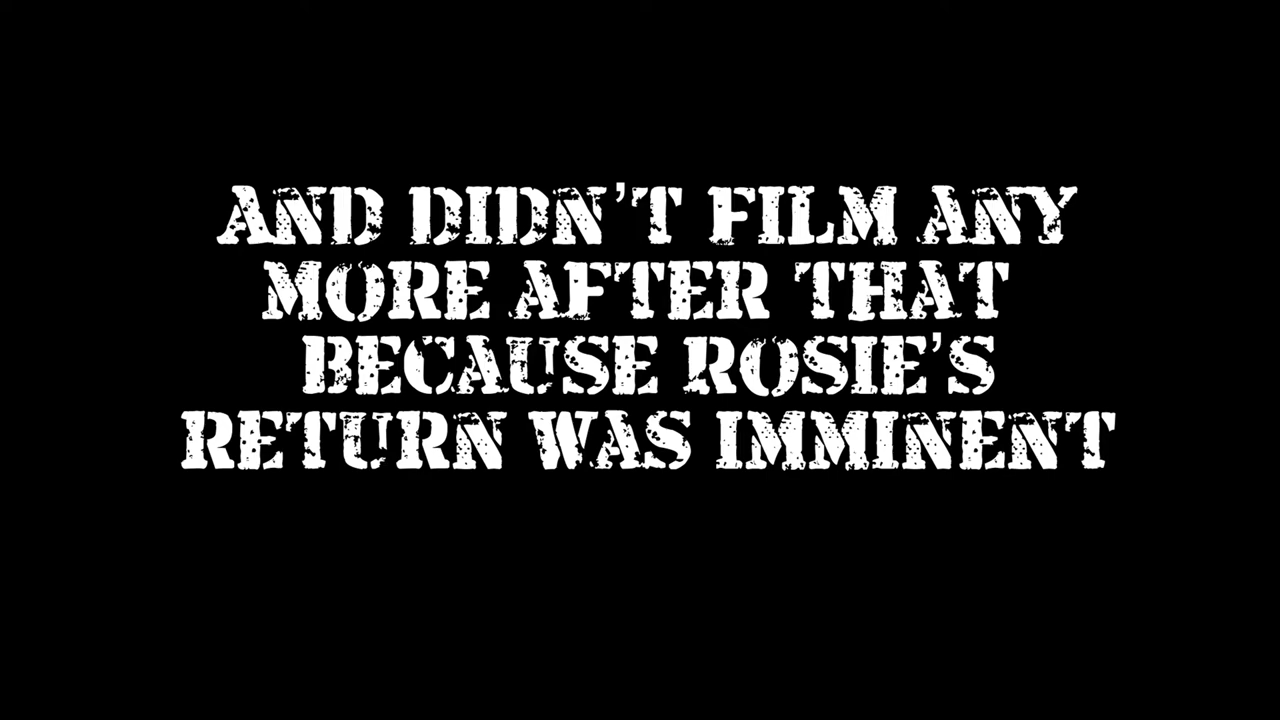 AND DIDN'T FILM ANY
MORE AFTER THAT
BECAUSE ROSIE'S
RETURN WAS IMMINENT